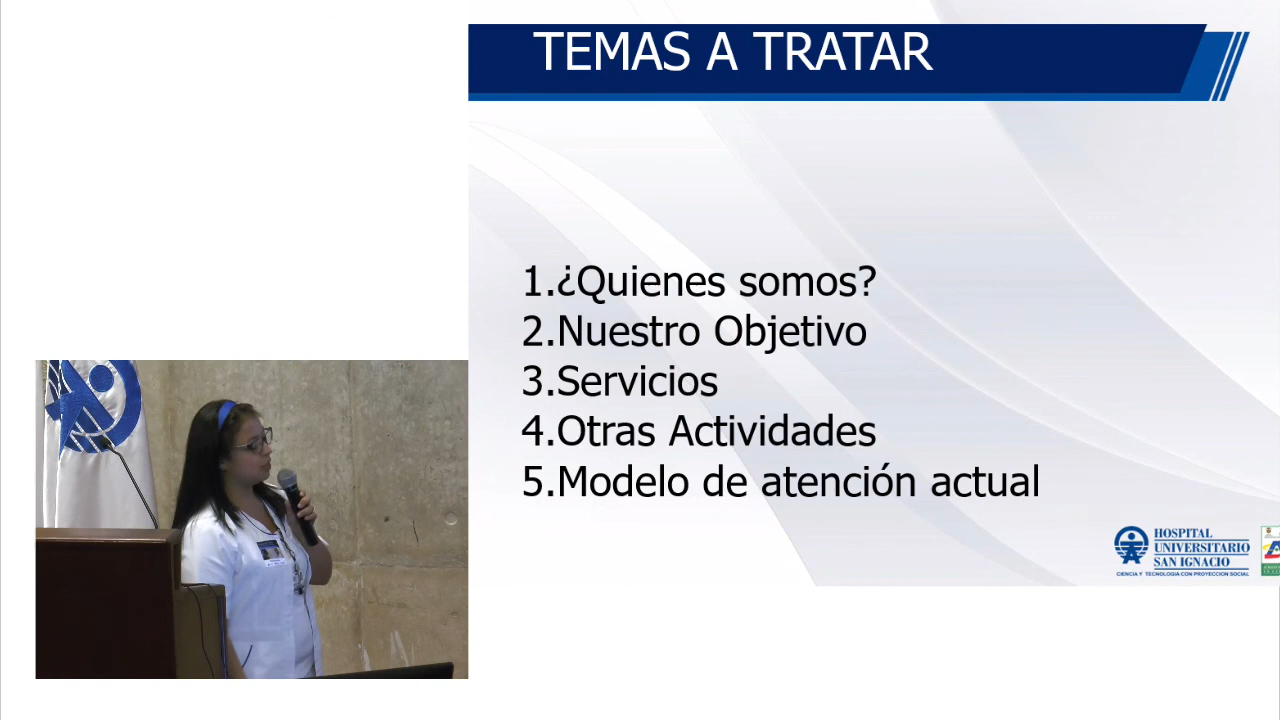 TEMAS A TRATAR
1.¿Quienes somos?
2.Nuestro Objetivo
3.Servicios
4.Otras Actividades
5.Modelo de atención actual
HOSPITAL
UNIVERSITARIO
SAN IGNACIO
CIENCIA Y TECNOLOGIA CON PROYECCION SOCIAL